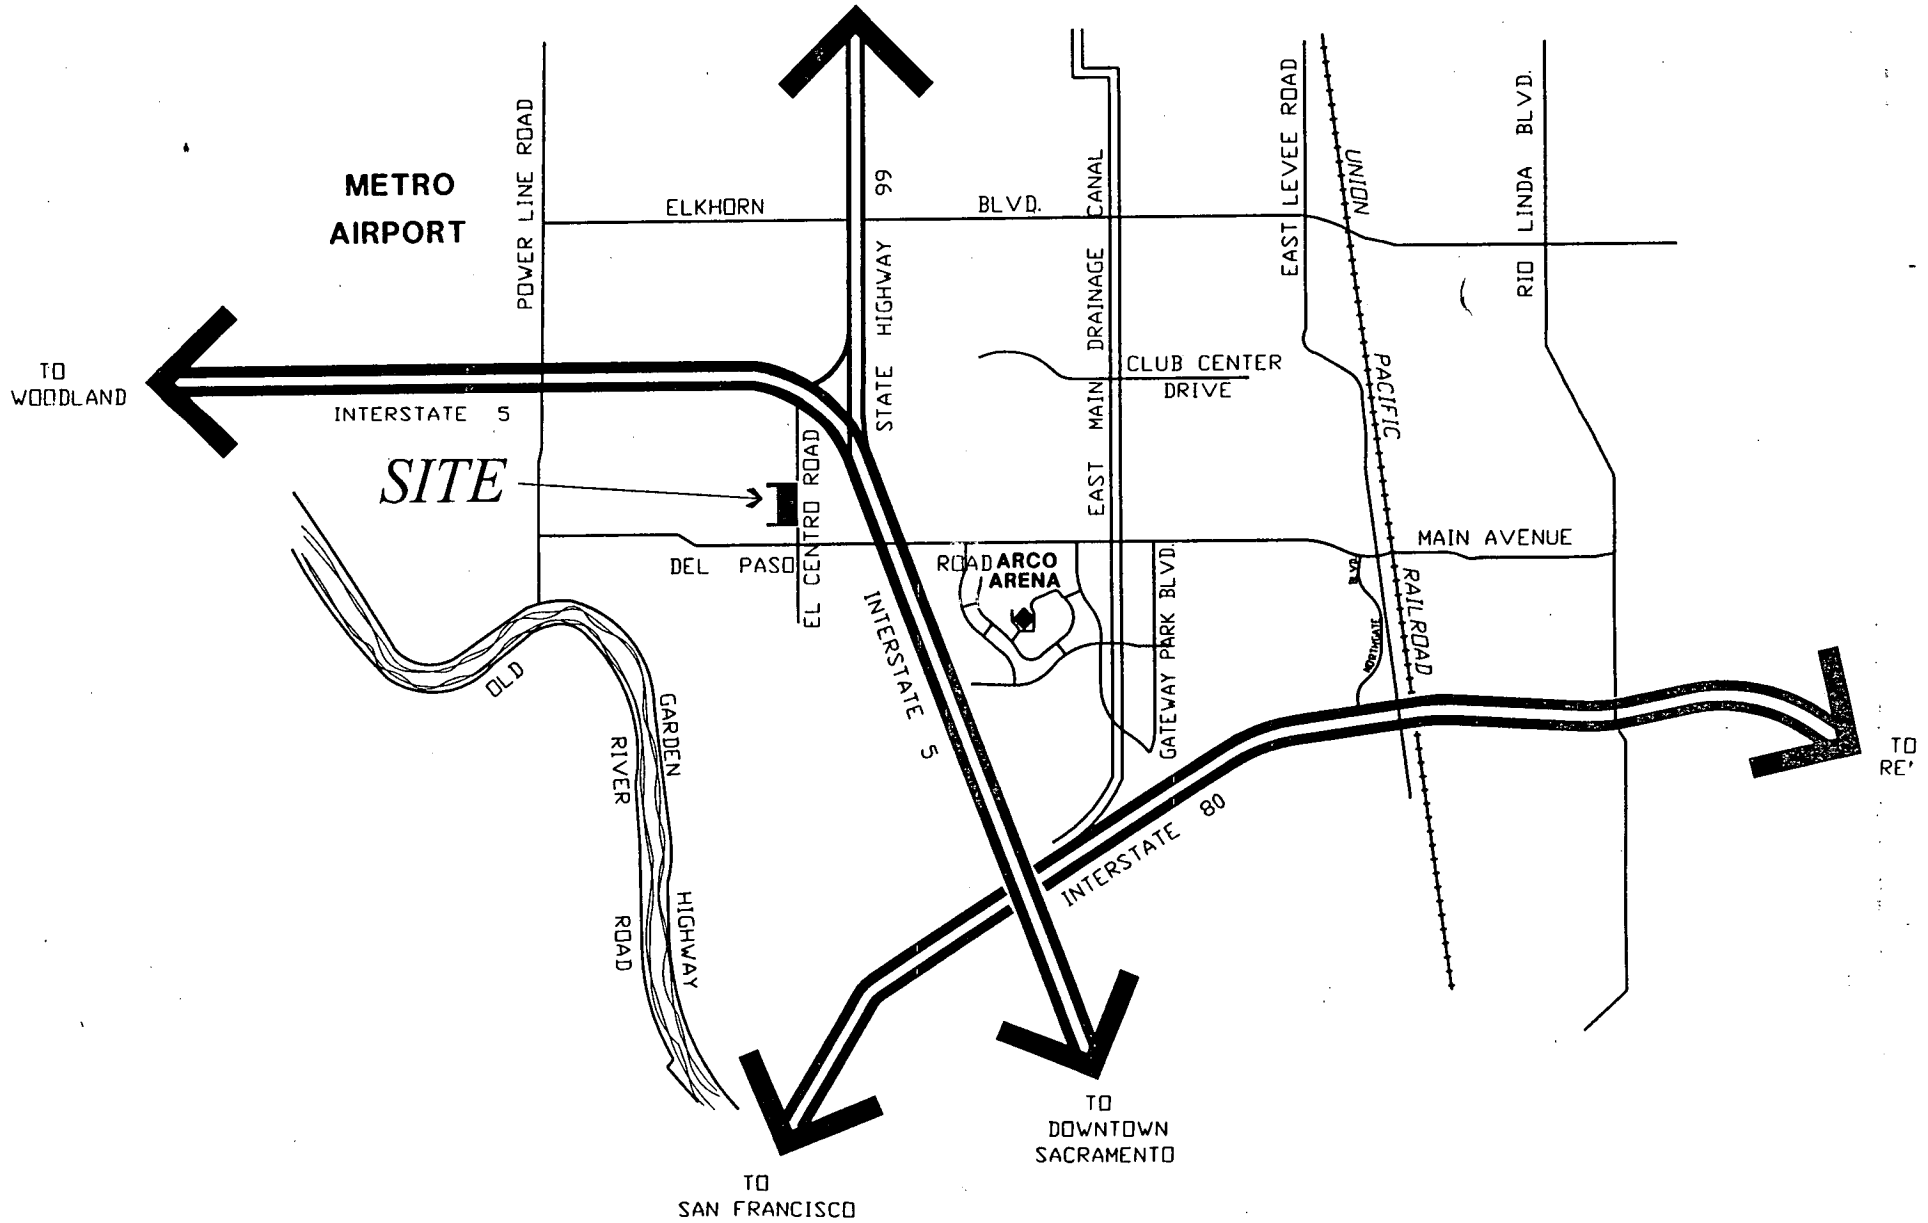 METRO
AIRPORT
POWER LINE ROAD
ELKHORN BLVD.
STATE HIGHWAY 99
EAST MAIN DRAINAGE CANAL
EAST LEVEE ROAD
UNION PACIFIC RAILROAD
RIO LINDA BLVD.
TO
WOODLAND
INTERSTATE 5
CLUB CENTER
DRIVE
SITE
EL CENTRO ROAD
DEL PASO ROAD
ARCO
ARENA
MAIN AVENUE
GATEWAY PARK BLVD.
NORTHGATE BLVD.
INTERSTATE 5
OLD RIVER ROAD
GARDEN HIGHWAY
INTERSTATE 80
TO
TO
DOWNTOWN
SACRAMENTO
TO
SAN FRANCISCO